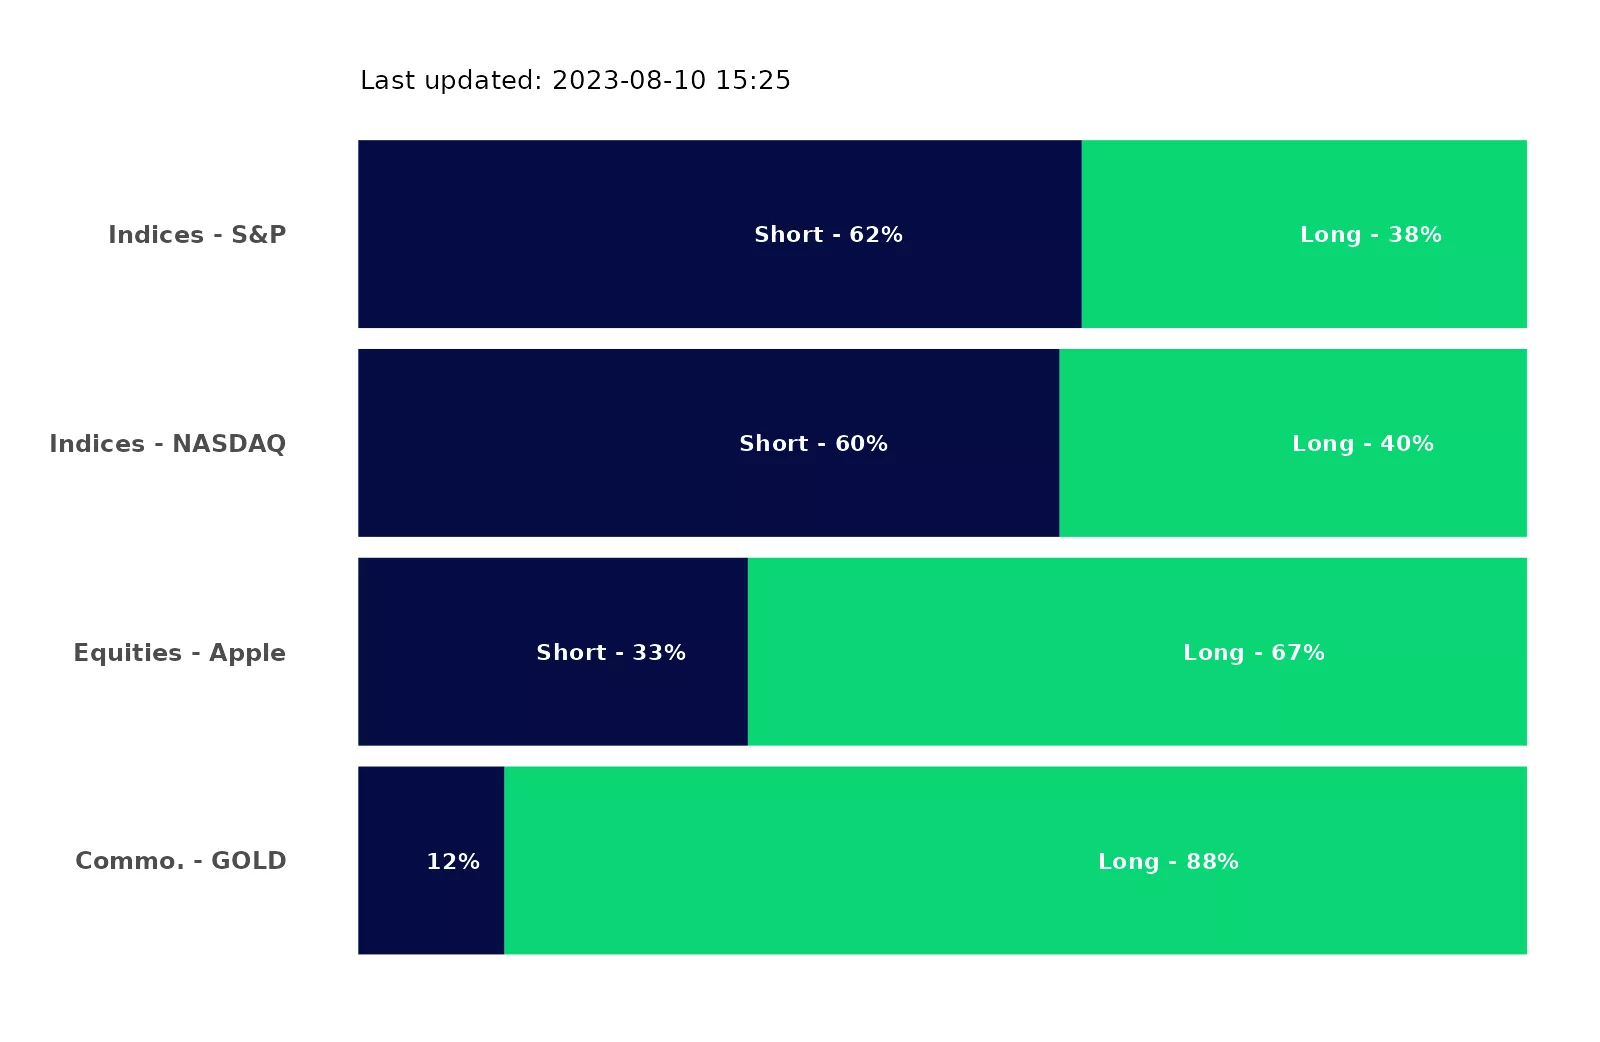 Last updated: 2023-08-10 15:25
Indices - S&P
Short - 62%
Long - 38%
Indices - NASDAQ
Short - 60%
Long - 40%
Equities - Apple
Short - 33%
Long - 67%
Commo. - GOLD
12%
Long - 88%